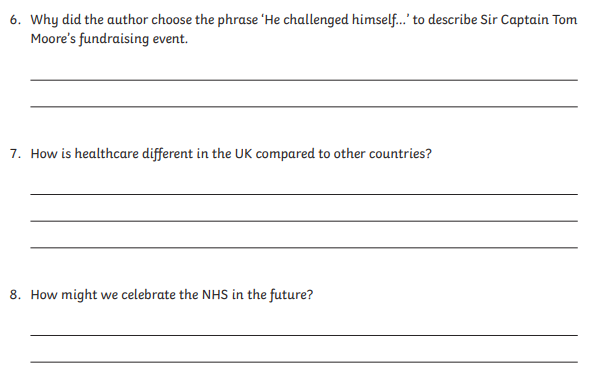 6. Why did the author choose the phrase ‘He challenged himself...’ to describe Sir Captain Tom
Moore’s fundraising event.
7. How is healthcare different in the UK compared to other countries?
8. How might we celebrate the NHS in the future?